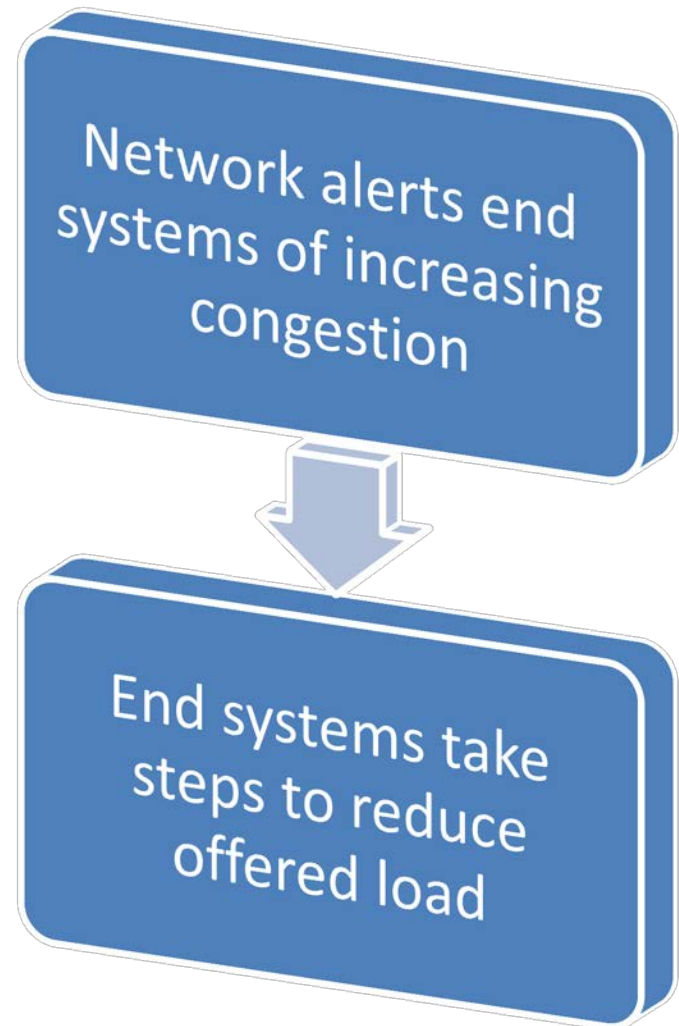 Network alerts end
systems of increasing
congestion
End systems take
steps to reduce
offered load